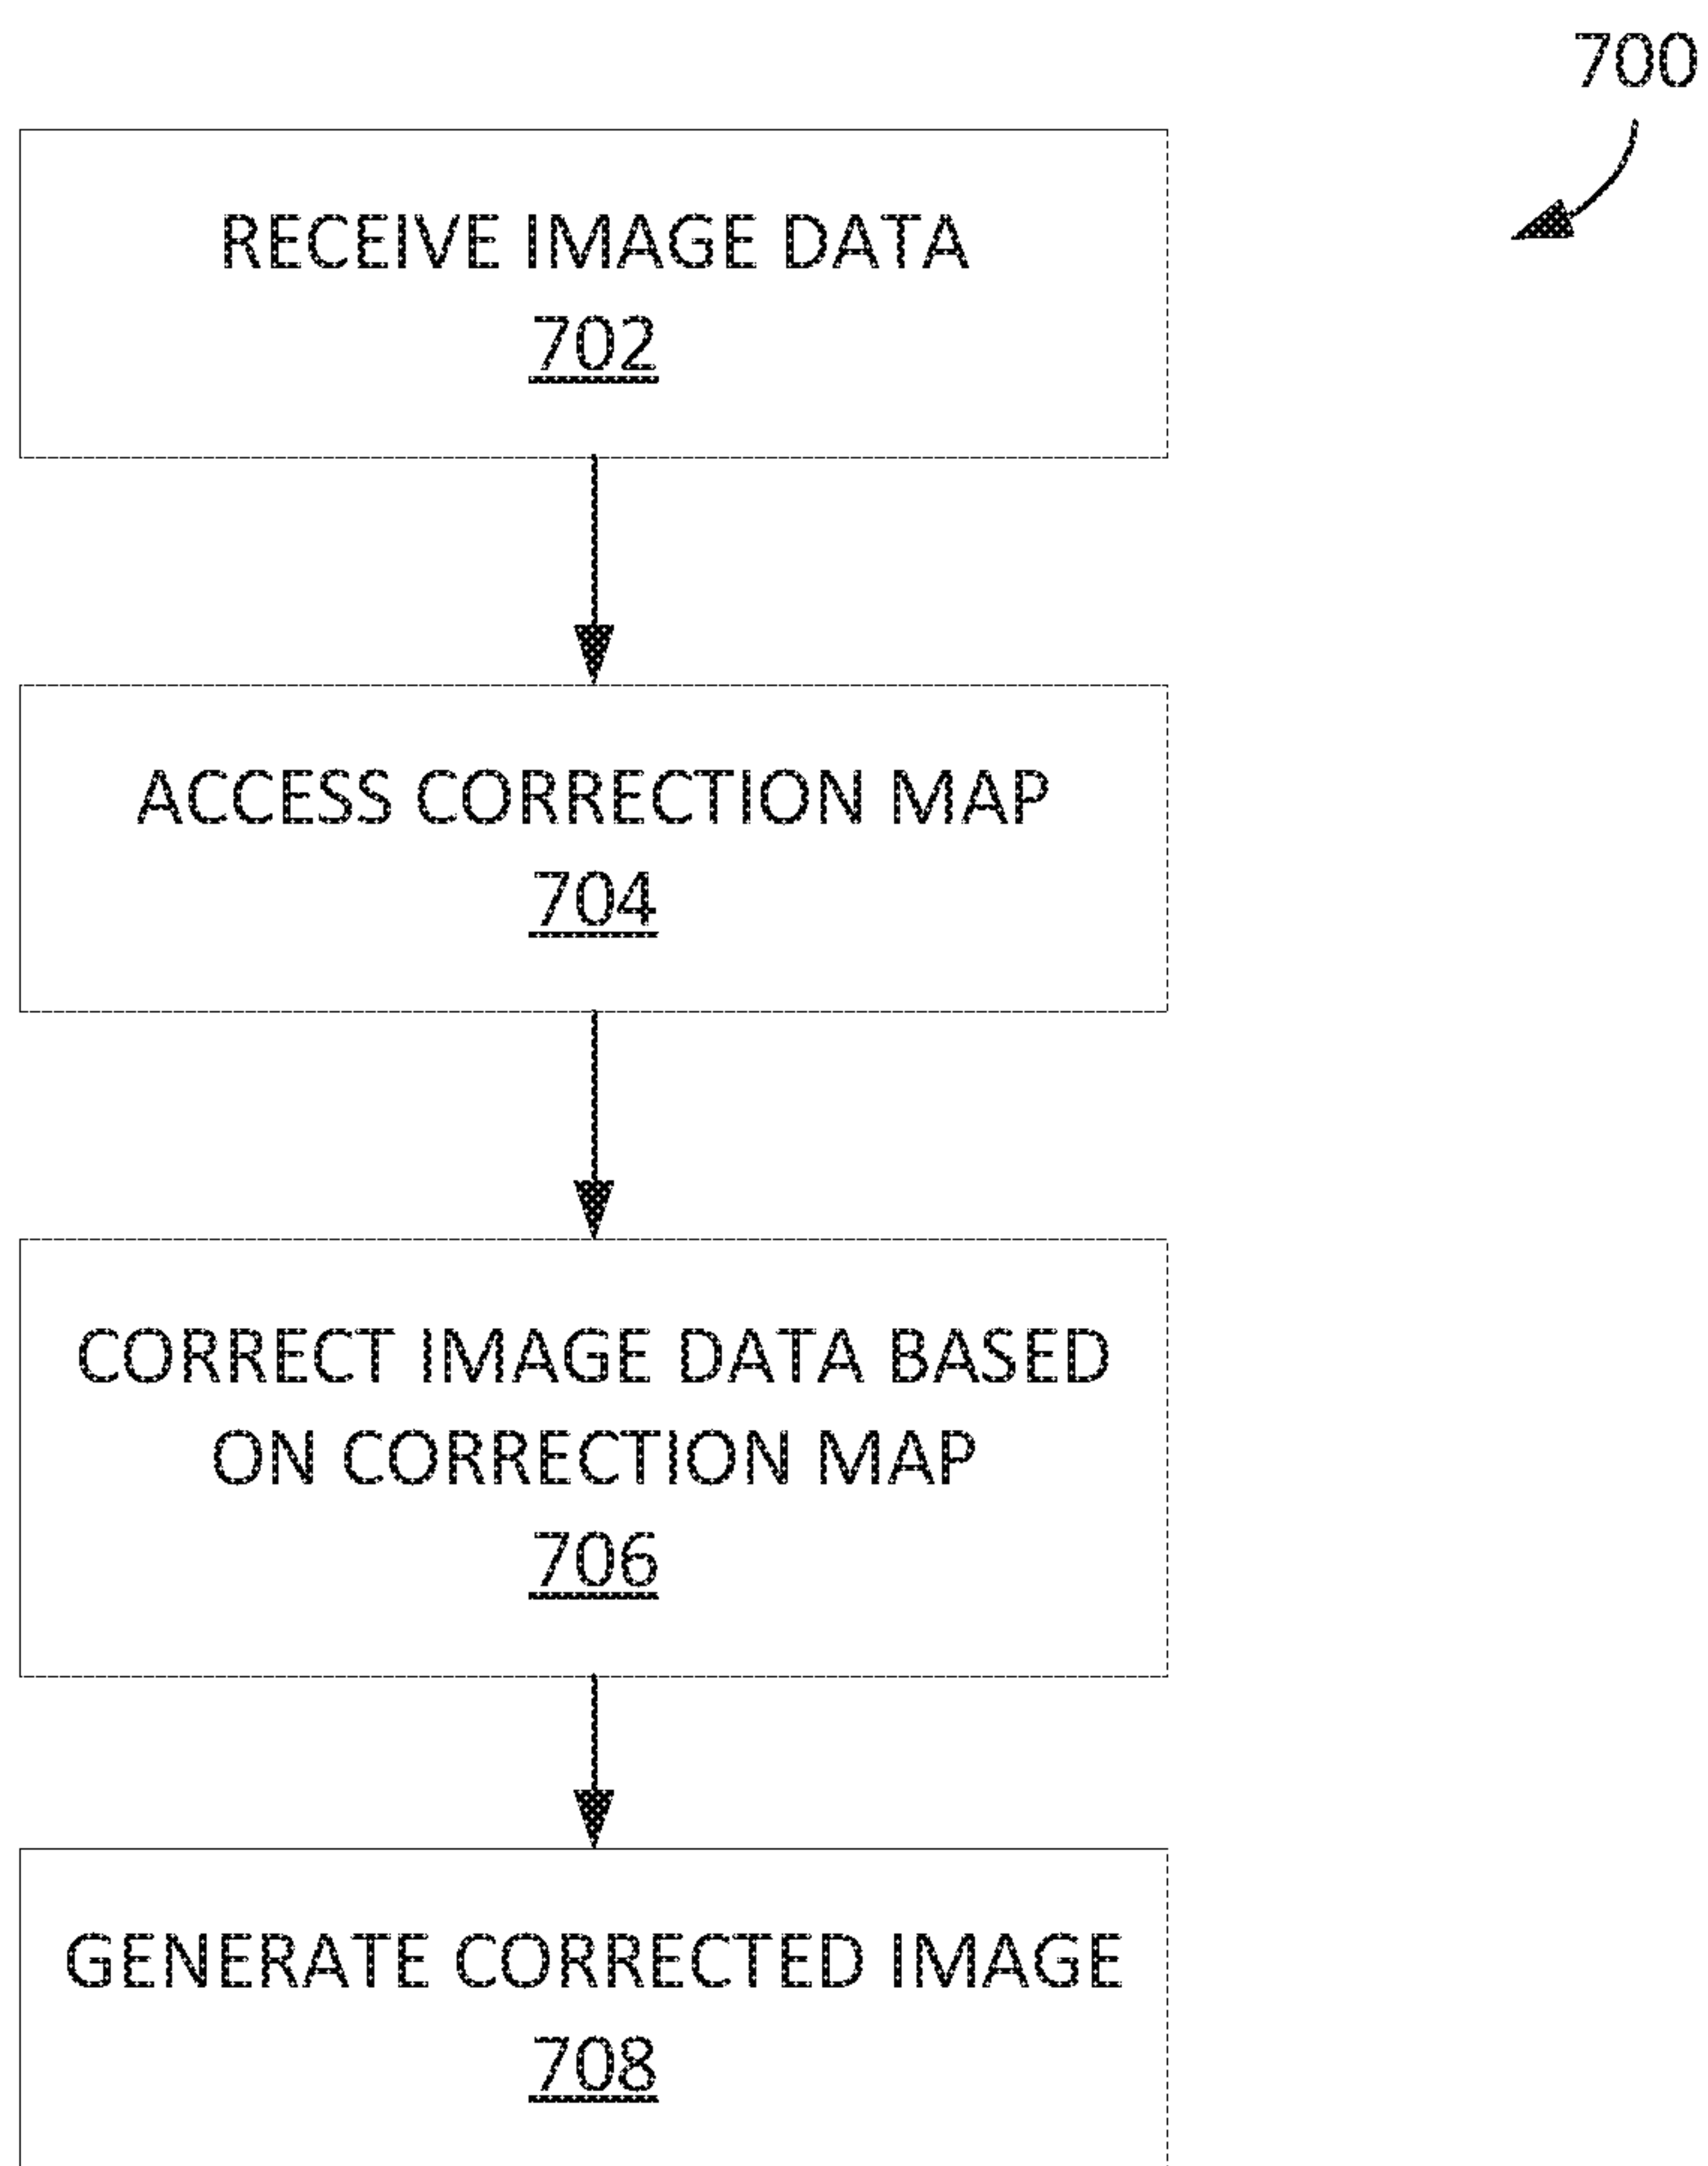 700
RECEIVE IMAGE DATA
702
ACCESS CORRECTION MAP
704
CORRECT IMAGE DATA BASED
ON CORRECTION MAP
706
GENERATE CORRECTED IMAGE
708